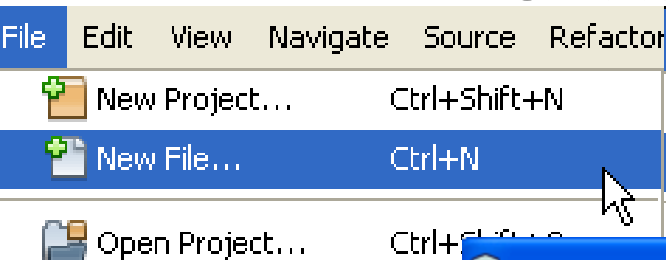 File Edit View Navigate Source Refactor
New Project... Ctrl+Shift+N
New File... Ctrl+N
Open Project...